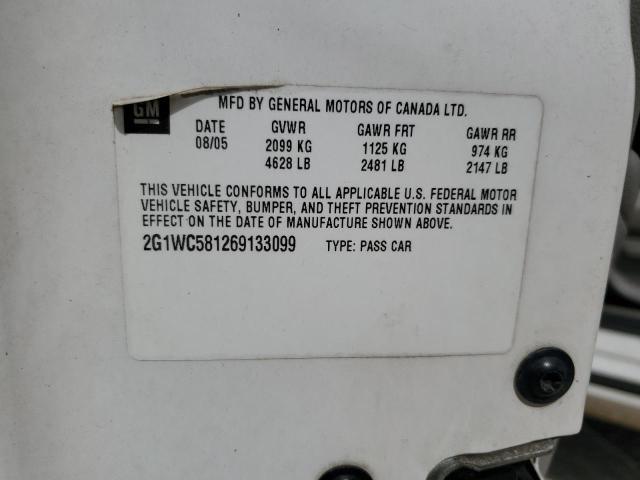 GM
MFD BY GENERAL MOTORS OF CANADA LTD.
DATE GVWR GAWR FRT GAWR RR
08/05 2099 KG 1125 KG 974 KG
4628 LB 2481 LB 2147 LB
THIS VEHICLE CONFORMS TO ALL APPLICABLE U.S. FEDERAL MOTOR
VEHICLE SAFETY, BUMPER, AND THEFT PREVENTION STANDARDS IN
EFFECT ON THE DATE OF MANUFACTURE SHOWN ABOVE.
2G1WC581269133099 TYPE: PASS CAR